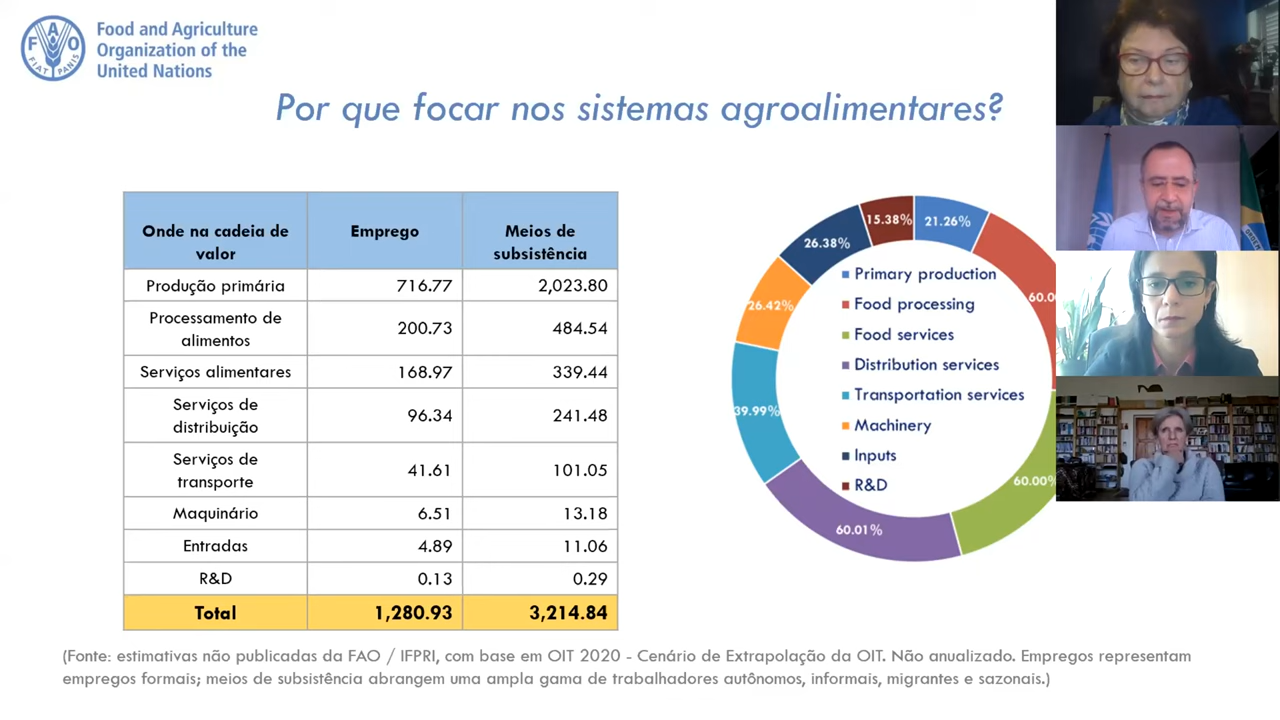 Food and Agriculture
Organization of the
United Nations
FAO
FIAT PANIS
Por que focar nos sistemas agroalimentares?
Onde na cadeia de
valor
Emprego
Meios de
subsistência
Produção primária
716.77
2,023.80
Processamento de
alimentos
200.73
484.54
Serviços alimentares
168.97
339.44
Serviços de
distribuição
96.34
241.48
Serviços de
transporte
41.61
101.05
Maquinário
6.51
13.18
Entradas
4.89
11.06
R&D
0.13
0.29
Total
1,280.93
3,214.84
15.38%
21.26%
26.38%
26.42%
39.99%
60.01%
60.00%
60.0
Primary production
Food processing
Food services
Distribution services
Transportation services
Machinery
Inputs
R&D
(Fonte: estimativas não publicadas da FAO / IFPRI, com base em OIT 2020 - Cenário de Extrapolação da OIT. Não anualizado. Empregos representam
empregos formais; meios de subsistência abrangem uma ampla gama de trabalhadores autônomos, informais, migrantes e sazonais.)